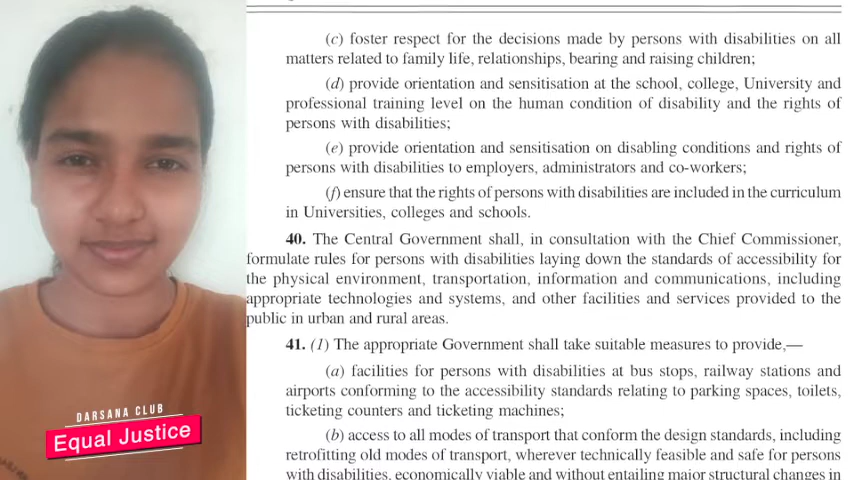 (c) foster respect for the decisions made by persons with disabilities on all
matters related to family life, relationships, bearing and raising children;
(d) provide orientation and sensitisation at the school, college, University and
professional training level on the human condition of disability and the rights of
persons with disabilities;
(e) provide orientation and sensitisation on disabling conditions and rights of
persons with disabilities to employers, administrators and co-workers;
(f) ensure that the rights of persons with disabilities are included in the curriculum
in Universities, colleges and schools.
40. The Central Government shall, in consultation with the Chief Commissioner,
formulate rules for persons with disabilities laying down the standards of accessibility for
the physical environment, transportation, information and communications, including
appropriate technologies and systems, and other facilities and services provided to the
public in urban and rural areas.
41. (1) The appropriate Government shall take suitable measures to provide,—
(a) facilities for persons with disabilities at bus stops, railway stations and
airports conforming to the accessibility standards relating to parking spaces, toilets,
ticketing counters and ticketing machines;
(b) access to all modes of transport that conform the design standards, including
retrofitting old modes of transport, wherever technically feasible and safe for persons
with disabilities, economically viable and without entailing major structural changes in
DARSANA CLUB
Equal Justice